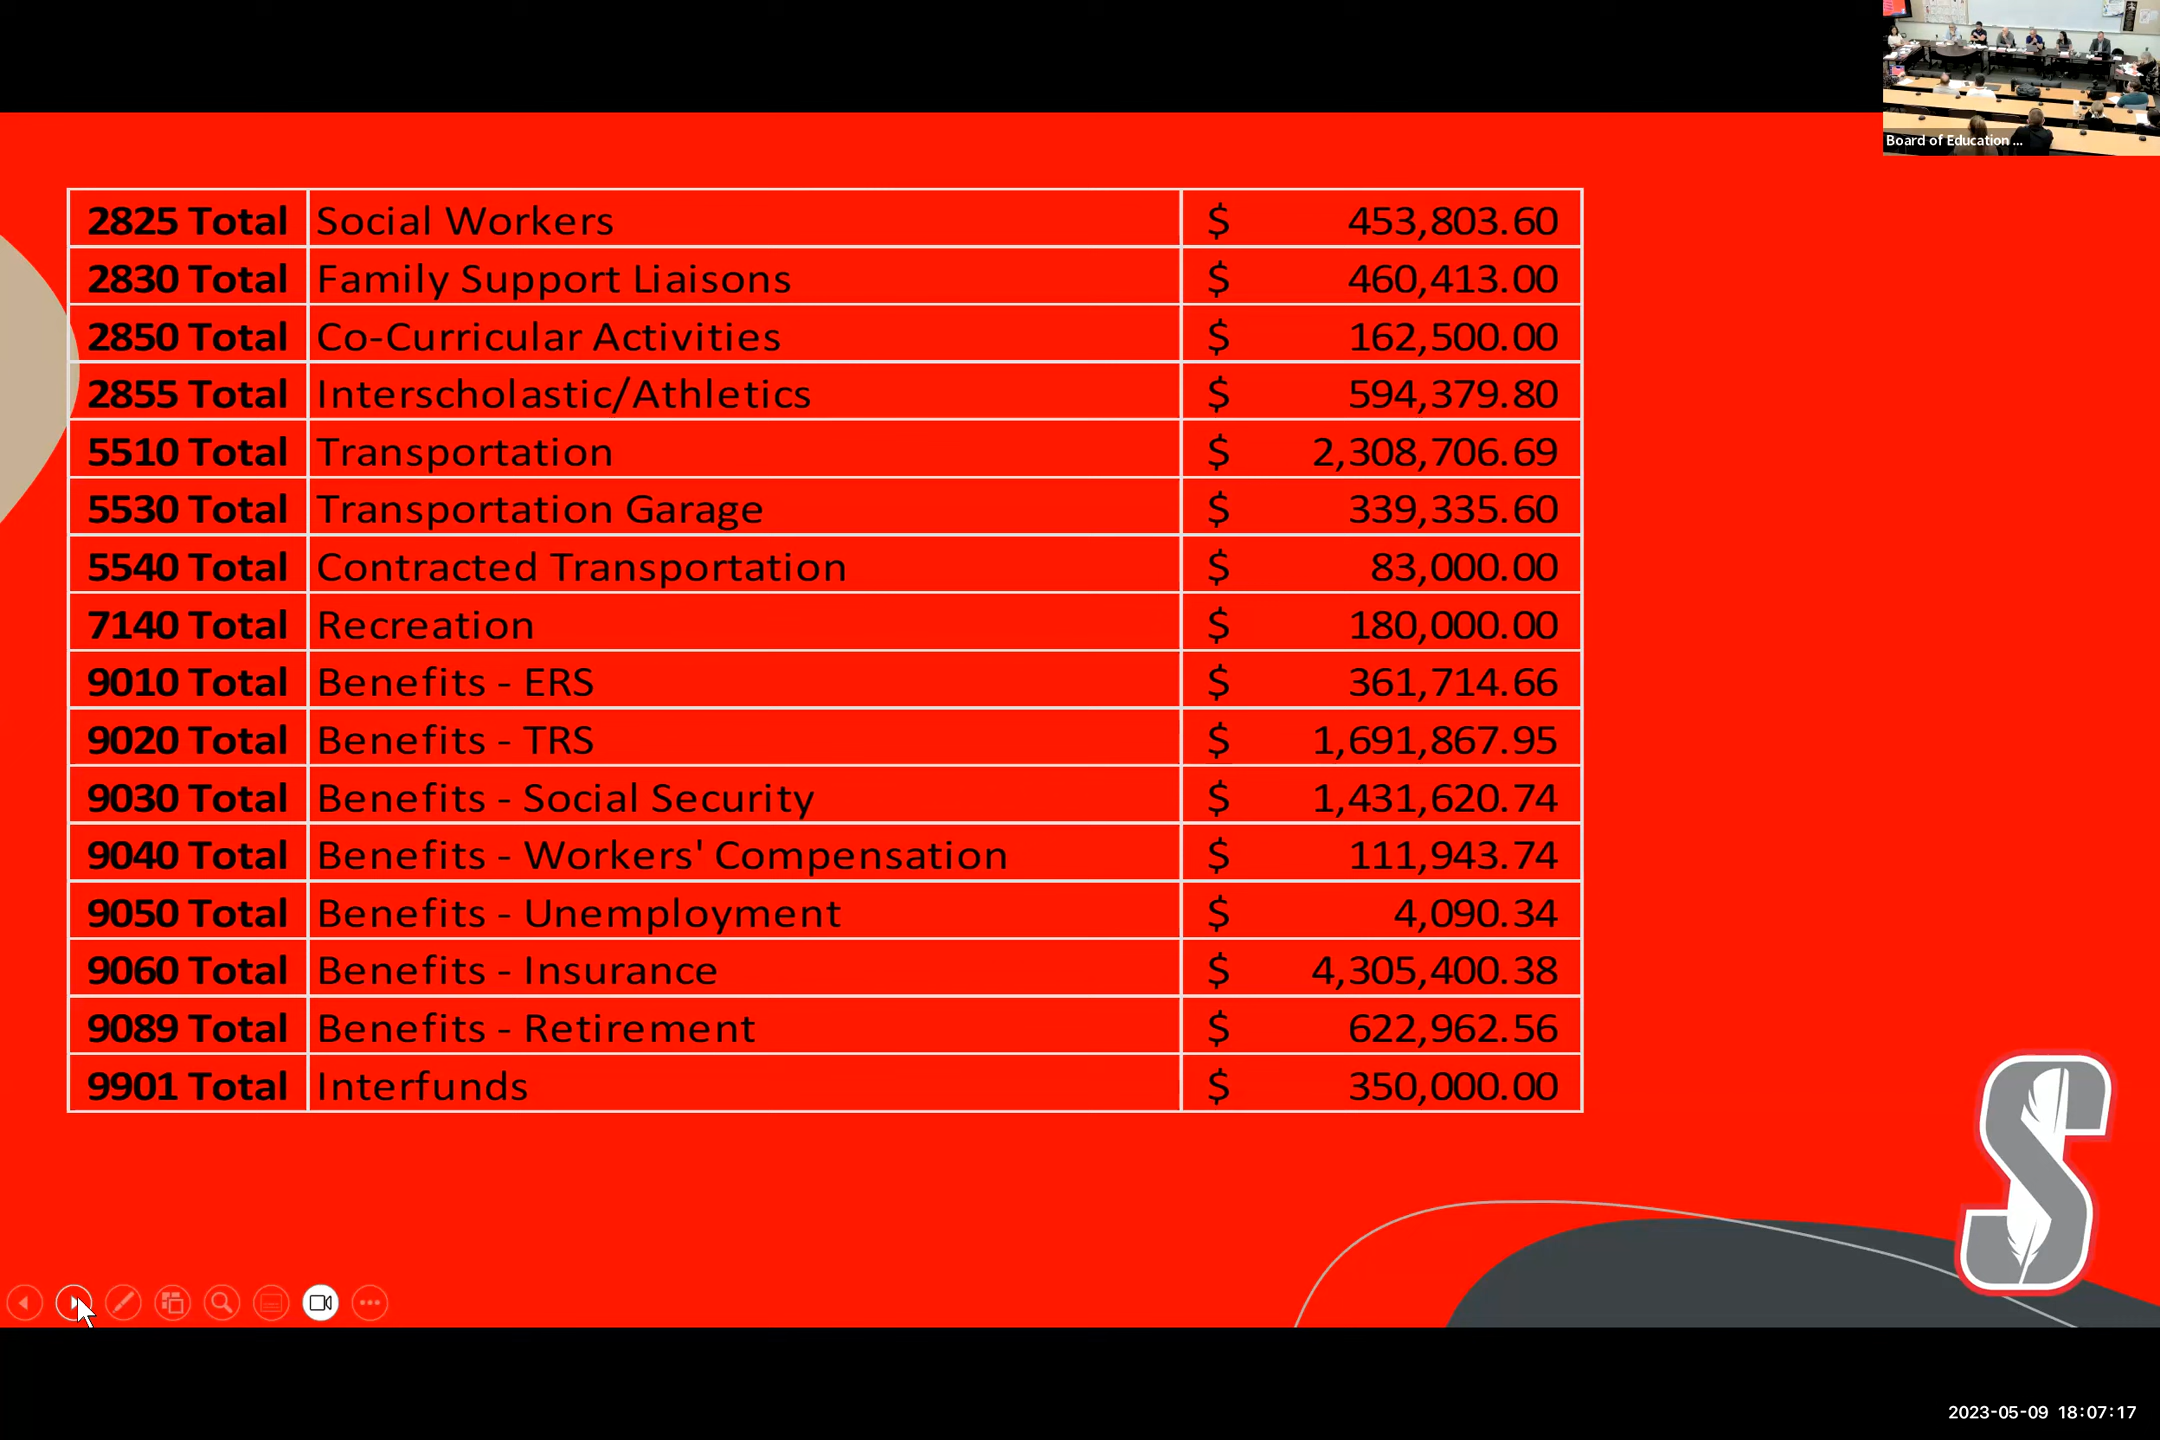 Board of Education ...
2825 Total Social Workers $ 453,803.60
2830 Total Family Support Liaisons $ 460,413.00
2850 Total Co-Curricular Activities $ 162,500.00
2855 Total Interscholastic/Athletics $ 594,379.80
5510 Total Transportation $ 2,308,706.69
5530 Total Transportation Garage $ 339,335.60
5540 Total Contracted Transportation $ 83,000.00
7140 Total Recreation $ 180,000.00
9010 Total Benefits - ERS $ 361,714.66
9020 Total Benefits - TRS $ 1,691,867.95
9030 Total Benefits - Social Security $ 1,431,620.74
9040 Total Benefits - Workers' Compensation $ 111,943.74
9050 Total Benefits - Unemployment $ 4,090.34
9060 Total Benefits - Insurance $ 4,305,400.38
9089 Total Benefits - Retirement $ 622,962.56
9901 Total Interfunds $ 350,000.00
S
2023-05-09 18:07:17